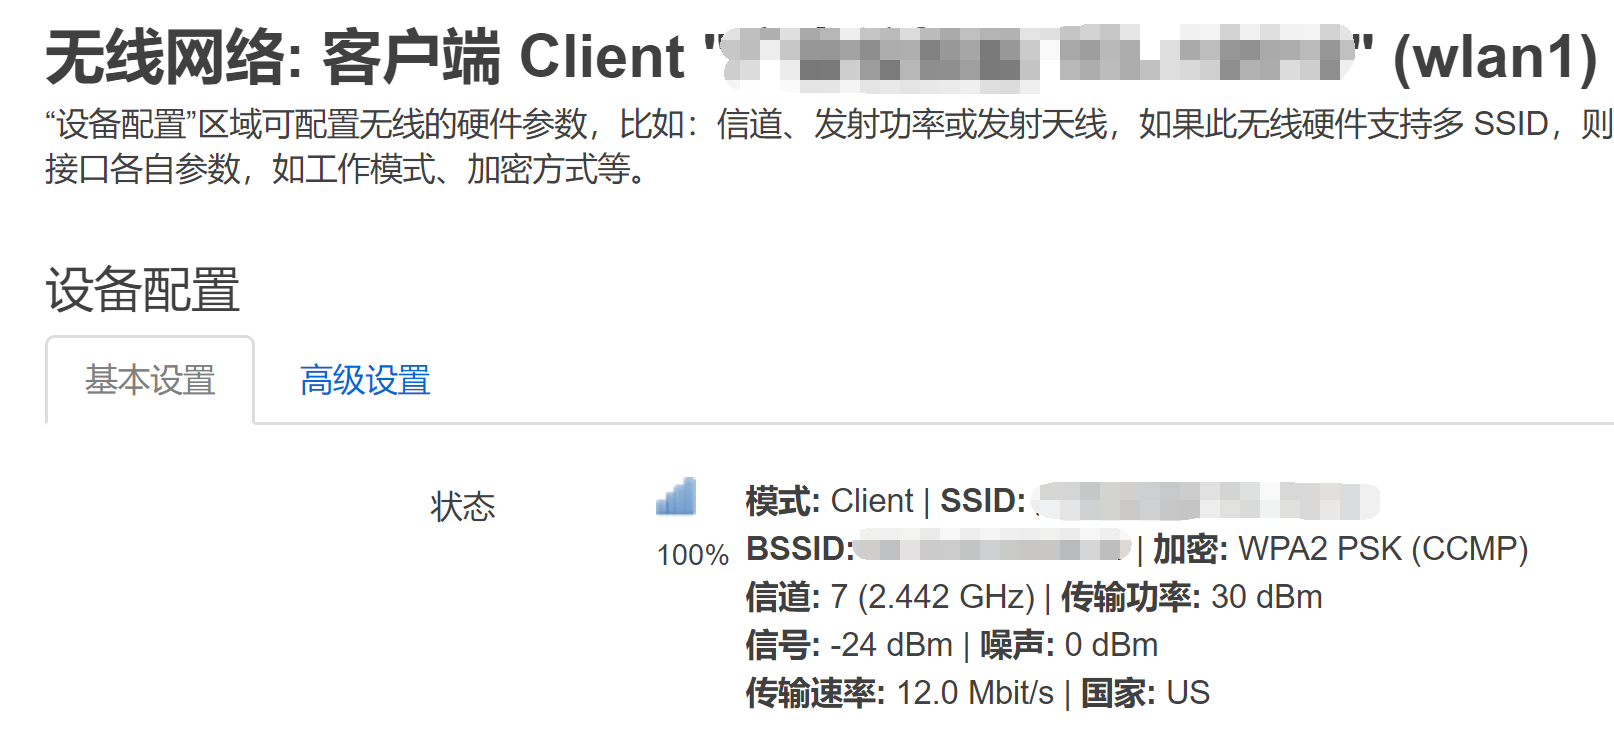 无线网络: 客户端 Client "" (wlan1)
“设备配置”区域可配置无线的硬件参数，比如：信道、发射功率或发射天线，如果此无线硬件支持多 SSID，则
接口各自参数，如工作模式、加密方式等。
设备配置
基本设置 高级设置
状态
100%
模式: Client | SSID:
BSSID: | 加密: WPA2 PSK (CCMP)
信道: 7 (2.442 GHz) | 传输功率: 30 dBm
信号: -24 dBm | 噪声: 0 dBm
传输速率: 12.0 Mbit/s | 国家: US